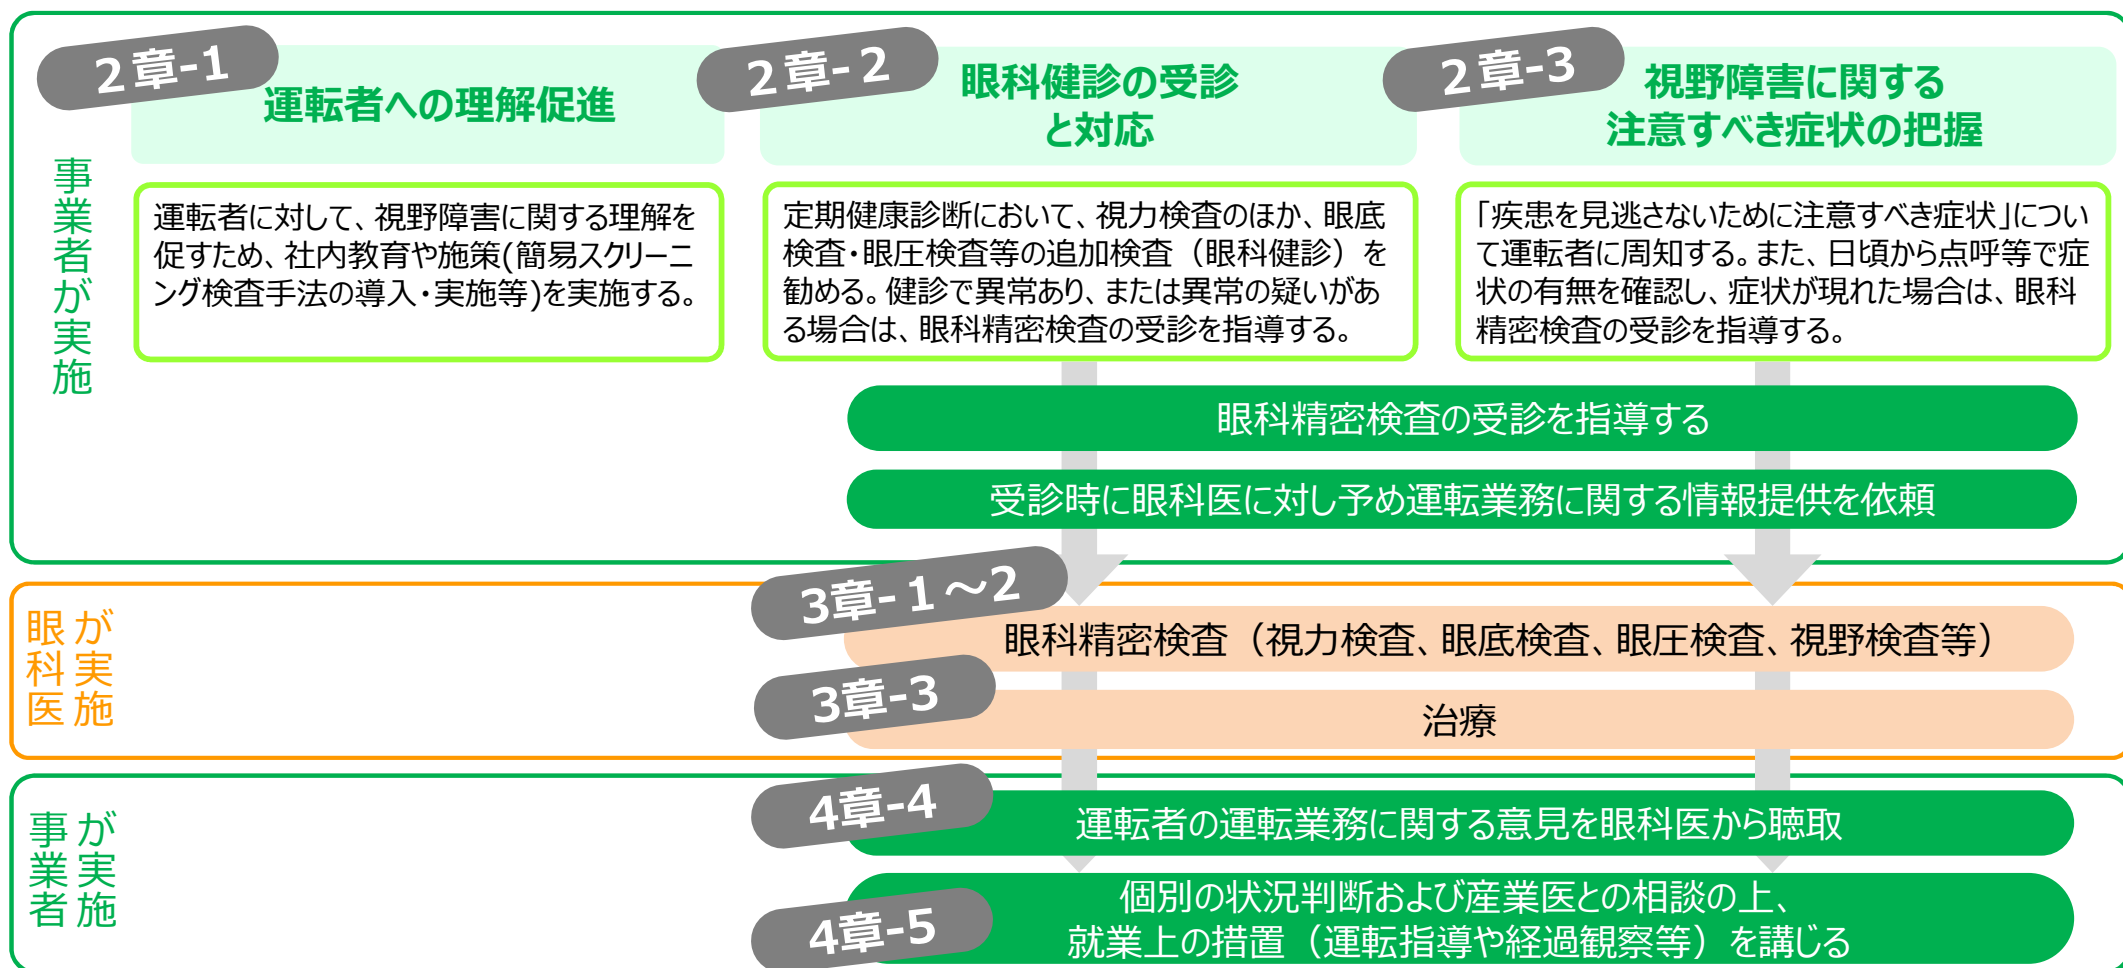 2章-1
運転者への理解促進
2章-2
眼科健診の受診
と対応
2章-3
視野障害に関する
注意すべき症状の把握
事業者が実施
運転者に対して、視野障害に関する理解を
促すため、社内教育や施策(簡易スクリーニ
ング検査手法の導入・実施等)を実施する。
定期健康診断において、視力検査のほか、眼底
検査・眼圧検査等の追加検査（眼科健診）を
勧める。健診で異常あり、または異常の疑いがあ
る場合は、眼科精密検査の受診を指導する。
「疾患を見逃さないために注意すべき症状」につい
て運転者に周知する。また、日頃から点呼等で症
状の有無を確認し、症状が現れた場合は、眼科
精密検査の受診を指導する。
眼科精密検査の受診を指導する
受診時に眼科医に対し予め運転業務に関する情報提供を依頼
眼科医
が実施
3章-１～2
眼科精密検査（視力検査、眼底検査、眼圧検査、視野検査等）
3章-3
治療
事業者
が実施
4章-4
運転者の運転業務に関する意見を眼科医から聴取
4章-5
個別の状況判断および産業医との相談の上、
就業上の措置（運転指導や経過観察等）を講じる